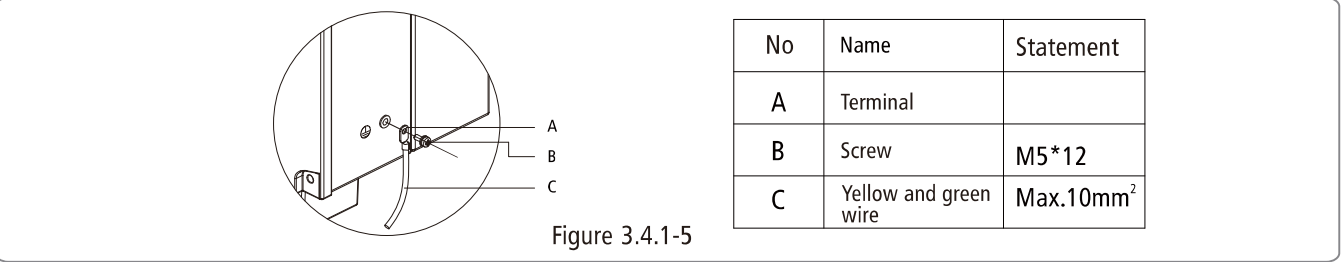 A
B
C
Figure 3.4.1-5
No Name Statement
A Terminal
B Screw M5*12
C Yellow and green wire Max.10mm²